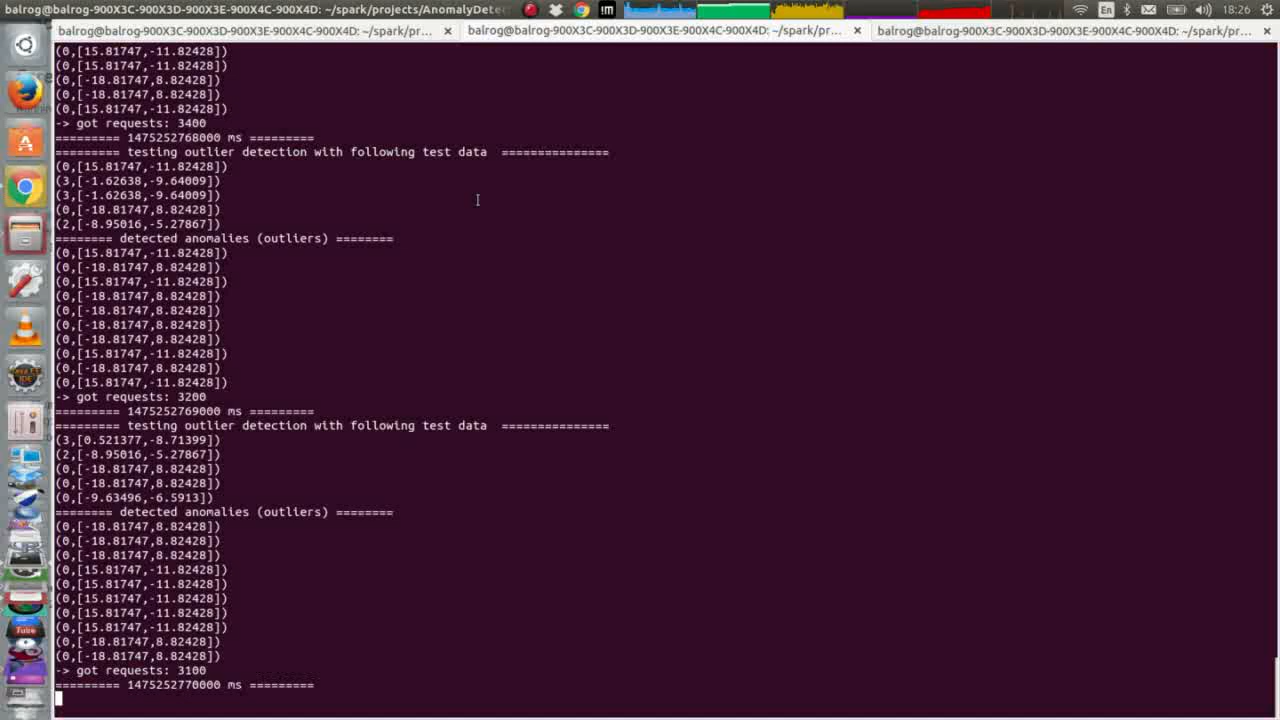 balrog@balrog-900X3C-900X3D-900X3E-900X4C-900X4D: ~/spark/projects/AnomalyDete
En
18:26
balrog@balrog-900X3C-900X3D-900X3E-900X4C-900X4D: ~/spark/pr... ×
balrog@balrog-900X3C-900X3D-900X3E-900X4C-900X4D: ~/spark/pr... ×
balrog@balrog-900X3C-900X3D-900X3E-900X4C-900X4D: ~/spark/pr... ×
(0,[15.81747,-11.82428])
(0,[15.81747,-11.82428])
(0,[-18.81747,8.82428])
(0,[-18.81747,8.82428])
(0,[15.81747,-11.82428])
-> got requests: 3400
========= 1475252768000 ms =========
========= testing outlier detection with following test data  ===============
(0,[15.81747,-11.82428])
(3,[-1.62638,-9.64009])
(3,[-1.62638,-9.64009])
(0,[-18.81747,8.82428])
(2,[-8.95016,-5.27867])
======== detected anomalies (outliers) ========
(0,[15.81747,-11.82428])
(0,[-18.81747,8.82428])
(0,[15.81747,-11.82428])
(0,[-18.81747,8.82428])
(0,[-18.81747,8.82428])
(0,[-18.81747,8.82428])
(0,[-18.81747,8.82428])
(0,[15.81747,-11.82428])
(0,[-18.81747,8.82428])
(0,[15.81747,-11.82428])
-> got requests: 3200
========= 1475252769000 ms =========
========= testing outlier detection with following test data  ===============
(3,[0.521377,-8.71399])
(2,[-8.95016,-5.27867])
(0,[-18.81747,8.82428])
(0,[-18.81747,8.82428])
(0,[-9.63496,-6.5913])
======== detected anomalies (outliers) ========
(0,[-18.81747,8.82428])
(0,[-18.81747,8.82428])
(0,[-18.81747,8.82428])
(0,[15.81747,-11.82428])
(0,[15.81747,-11.82428])
(0,[15.81747,-11.82428])
(0,[15.81747,-11.82428])
(0,[15.81747,-11.82428])
(0,[-18.81747,8.82428])
(0,[-18.81747,8.82428])
-> got requests: 3100
========= 1475252770000 ms =========
Tube